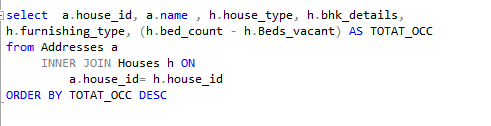 select  a.house_id, a.name , h.house_type, h.bhk_details,
h.furnishing_type, (h.bed_count - h.Beds_vacant) AS TOTAT_OCC
from Addresses a
     INNER JOIN Houses h ON
         a.house_id= h.house_id
ORDER BY TOTAT_OCC DESC